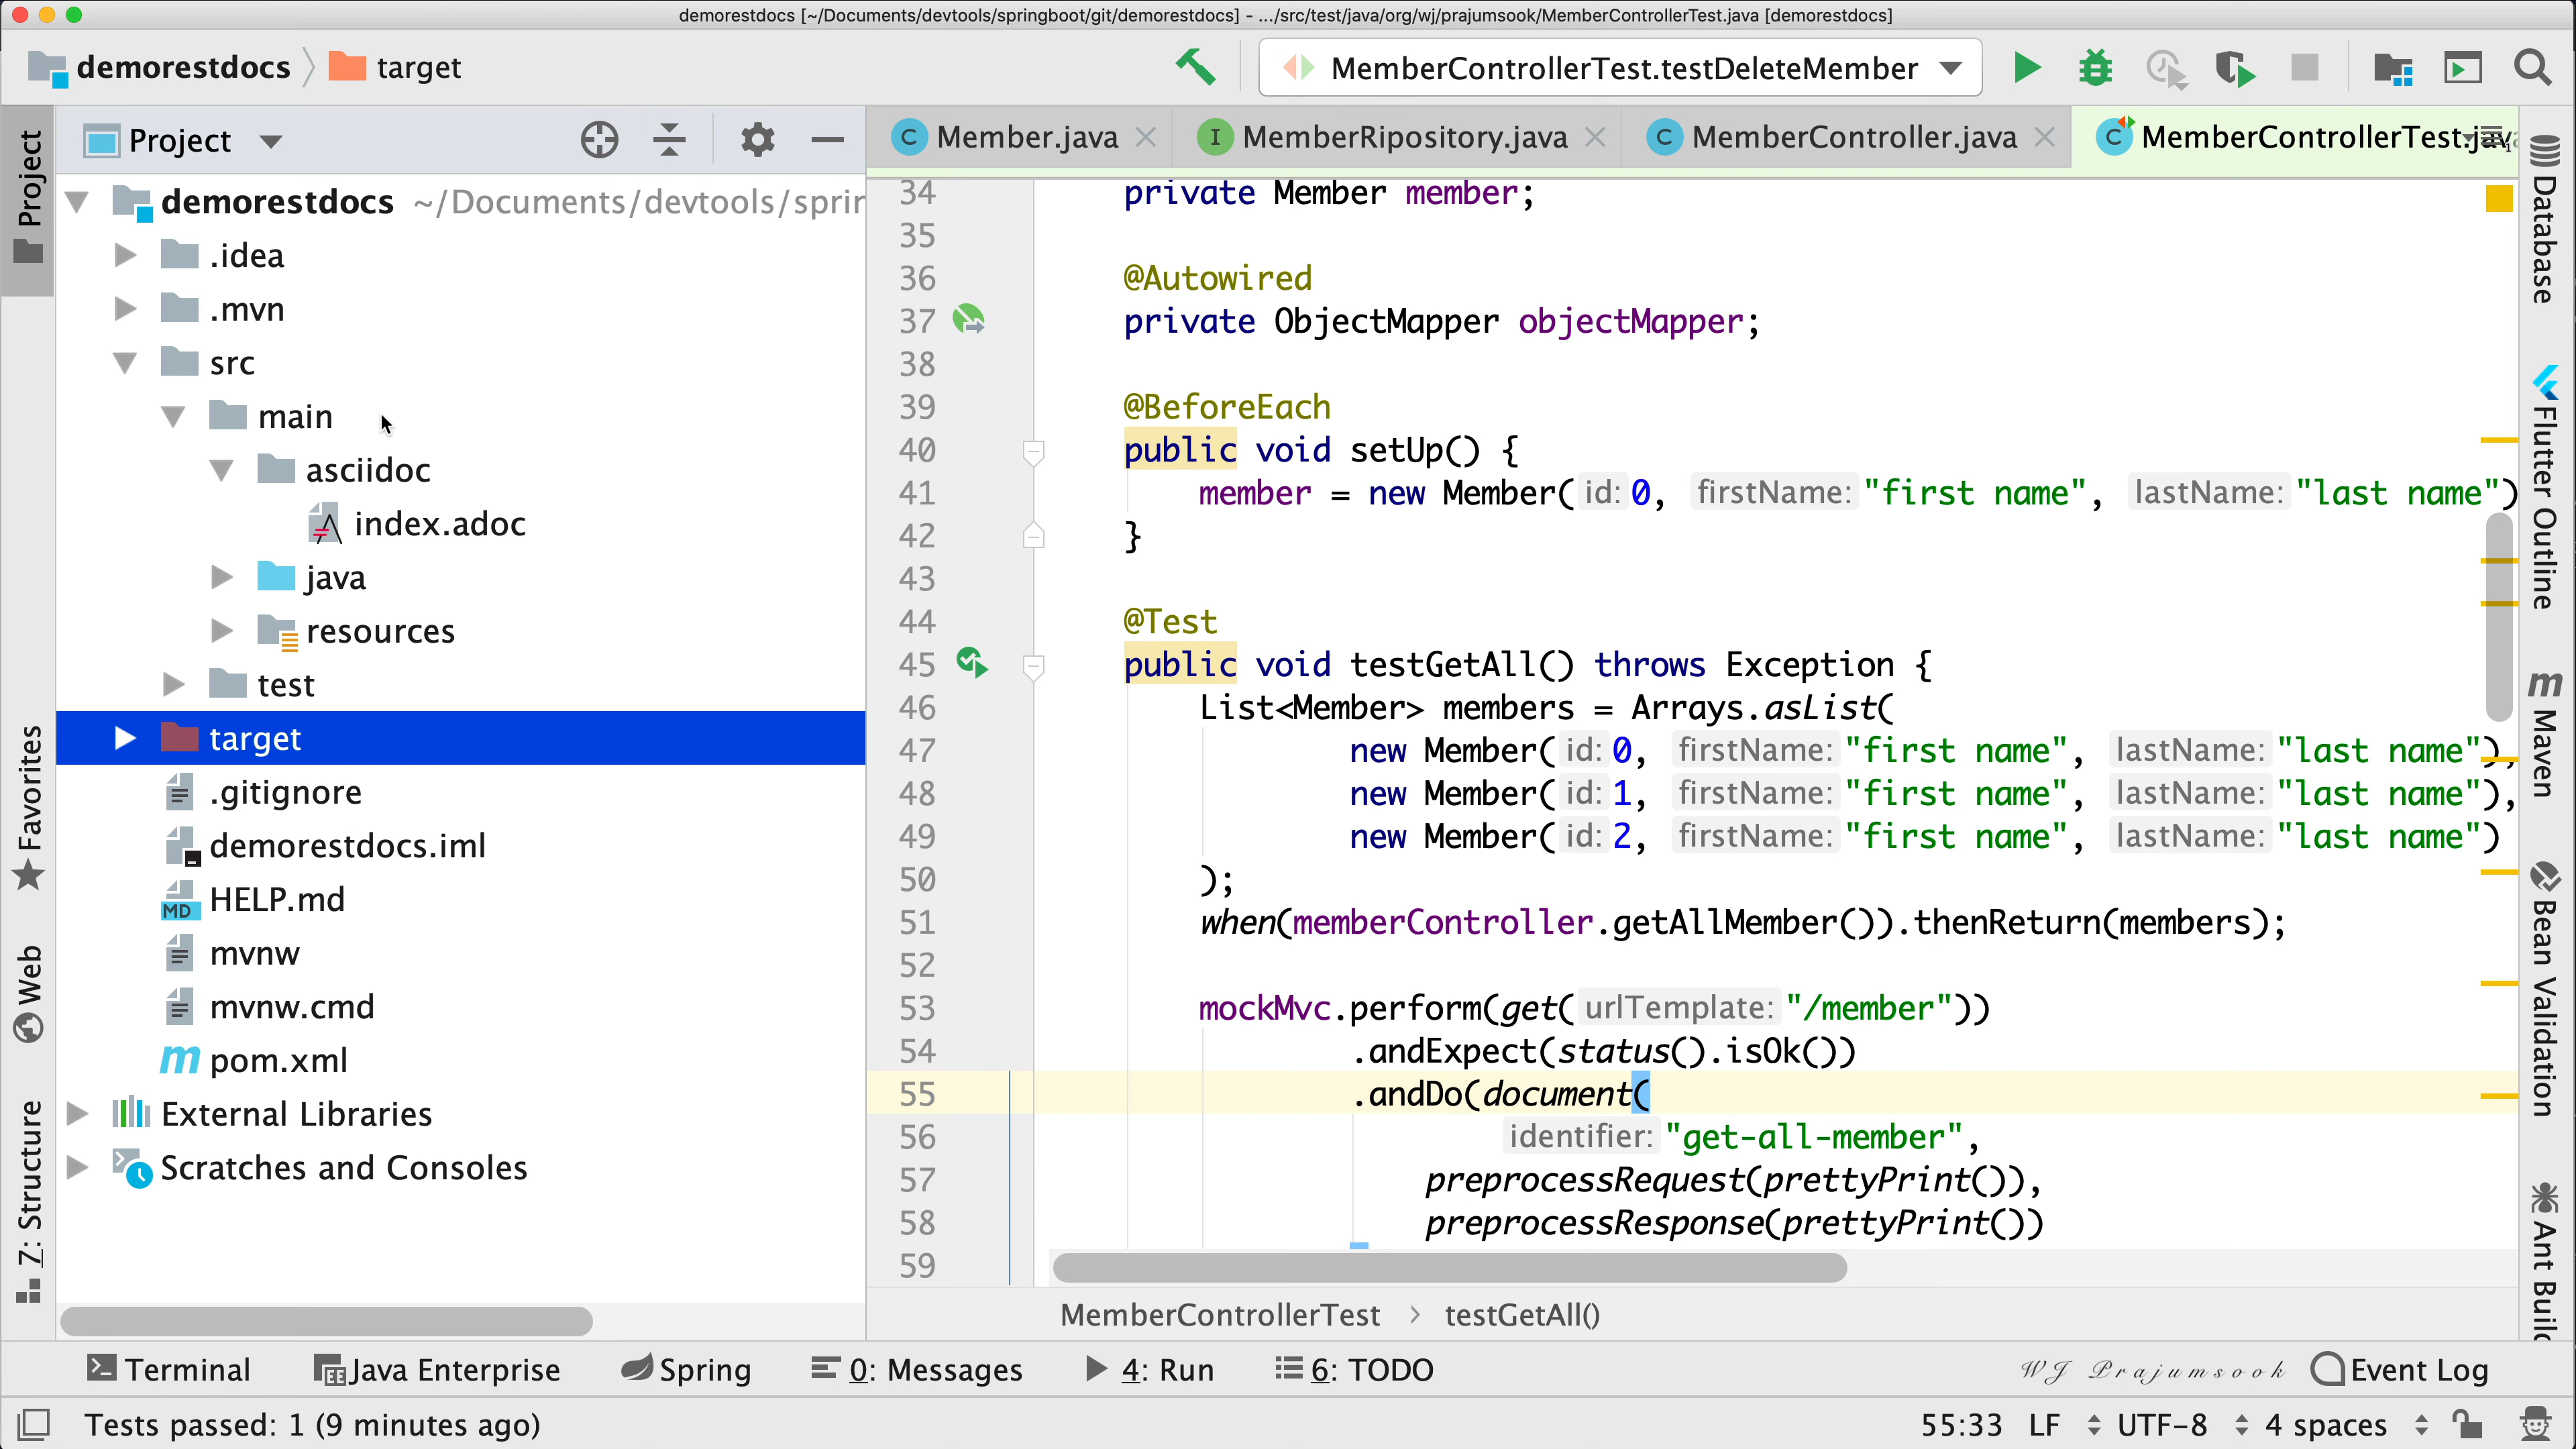 demorestdocs [~/Documents/devtools/springboot/git/demorestdocs] - .../src/test/java/org/wj/prajumsook/MemberControllerTest.java [demorestdocs]
demorestdocs
target
MemberControllerTest.testDeleteMember
Project
Project
Member.java
MemberRipository.java
MemberController.java
MemberControllerTest.java
demorestdocs ~/Documents/devtools/sprin
.idea
.mvn
src
main
asciidoc
index.adoc
java
resources
test
target
.gitignore
demorestdocs.iml
HELP.md
MD
mvnw
mvnw.cmd
pom.xml
External Libraries
Scratches and Consoles
Favorites
Web
Z: Structure
34 private Member member;
35
36 @Autowired
37 private ObjectMapper objectMapper;
38
39 @BeforeEach
40 public void setUp() {
41 member = new Member( id: 0, firstName: "first name", lastName: "last name")
42 }
43
44 @Test
45 public void testGetAll() throws Exception {
46 List<Member> members = Arrays.asList(
47 new Member( id: 0, firstName: "first name", lastName: "last name"),
48 new Member( id: 1, firstName: "first name", lastName: "last name"),
49 new Member( id: 2, firstName: "first name", lastName: "last name")
50 );
51 when(memberController.getAllMember()).thenReturn(members);
52
53 mockMvc.perform(get( urlTemplate: "/member"))
54 .andExpect(status().isOk())
55 .andDo(document(
56 identifier: "get-all-member",
57 preprocessRequest(prettyPrint()),
58 preprocessResponse(prettyPrint())
59
MemberControllerTest > testGetAll()
Database
Flutter Outline
Maven
Bean Validation
Ant Build
Terminal
Java Enterprise
Spring
0: Messages
4: Run
6: TODO
WJ Prajumsook
Event Log
Tests passed: 1 (9 minutes ago)
55:33 LF UTF-8 4 spaces